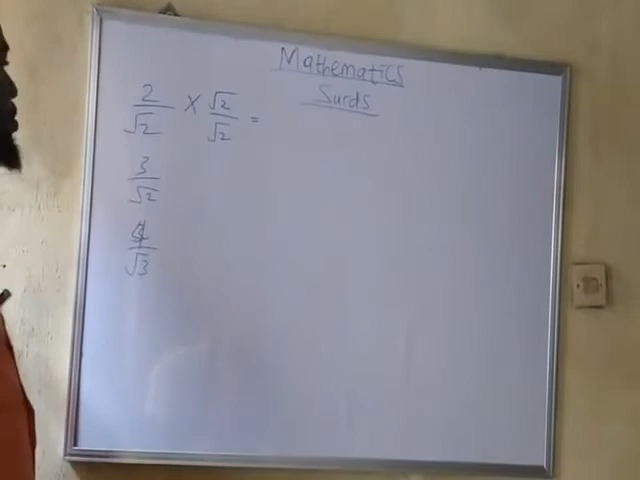 Mathematics
Surds
2/√2 × √2/√2 =
3/√2
4/√3